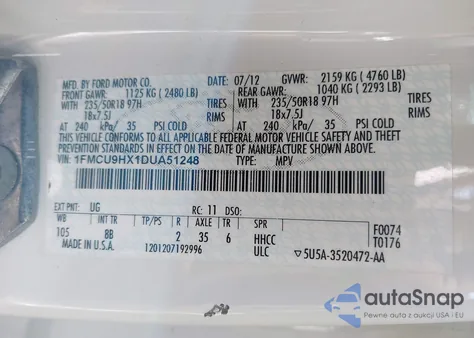 MFD. BY FORD MOTOR CO. DATE: 07/12 GVWR: 2159 KG ( 4760 LB)
FRONT GAWR: 1125 KG ( 2480 LB) REAR GAWR: 1040 KG ( 2293 LB)
WITH 235/50R18 97H TIRES WITH 235/50R18 97H TIRES
18x7.5J RIMS 18x7.5J RIMS
AT 240 kPa/ 35 PSI COLD AT 240 kPa/ 35 PSI COLD
THIS VEHICLE CONFORMS TO ALL APPLICABLE FEDERAL MOTOR VEHICLE SAFETY AND BUMPER
AND THEFT PREVENTION STANDARDS IN EFFECT ON THE DATE OF MANUFACTURE SHOWN ABOVE.
VIN: 1FMCU9HX1DUA51248 TYPE: MPV
EXT PNT: UG RC: 11 DSO:
WB INT TR TP/PS R AXLE TR SPR F0074
105 8B 2 35 6 HHCC T0176
MADE IN U.S.A. 1201207192996 ULC ▽5U5A-3520472-AA
autoSnap
Pewne auto z aukcji USA i EU